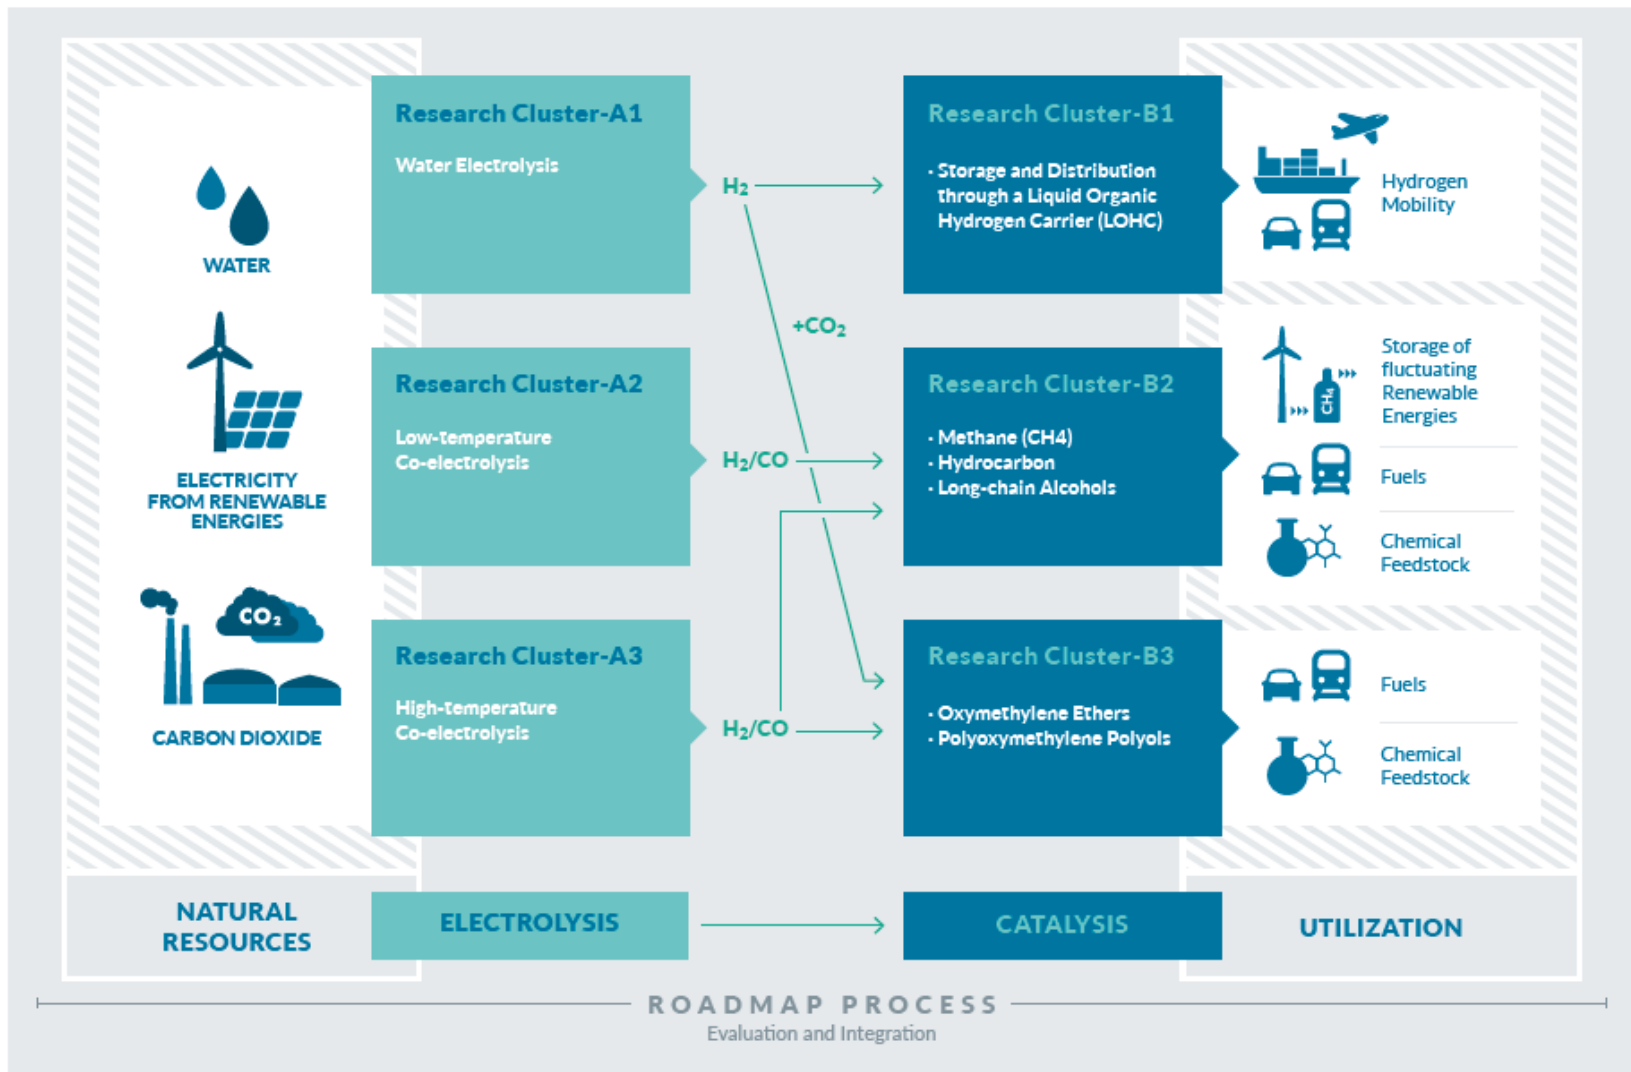 WATER
ELECTRICITY
FROM RENEWABLE
ENERGIES
CO₂
CARBON DIOXIDE
NATURAL
RESOURCES
Research Cluster-A1
Water Electrolysis
Research Cluster-A2
Low-temperature
Co-electrolysis
Research Cluster-A3
High-temperature
Co-electrolysis
ELECTROLYSIS
H₂
+CO₂
H₂/CO
H₂/CO
Research Cluster-B1
· Storage and Distribution
through a Liquid Organic
Hydrogen Carrier (LOHC)
Research Cluster-B2
· Methane (CH4)
· Hydrocarbon
· Long-chain Alcohols
Research Cluster-B3
· Oxymethylene Ethers
· Polyoxymethylene Polyols
CATALYSIS
Hydrogen
Mobility
CH₄
Storage of
fluctuating
Renewable
Energies
Fuels
Chemical
Feedstock
Fuels
Chemical
Feedstock
UTILIZATION
ROADMAP PROCESS
Evaluation and Integration